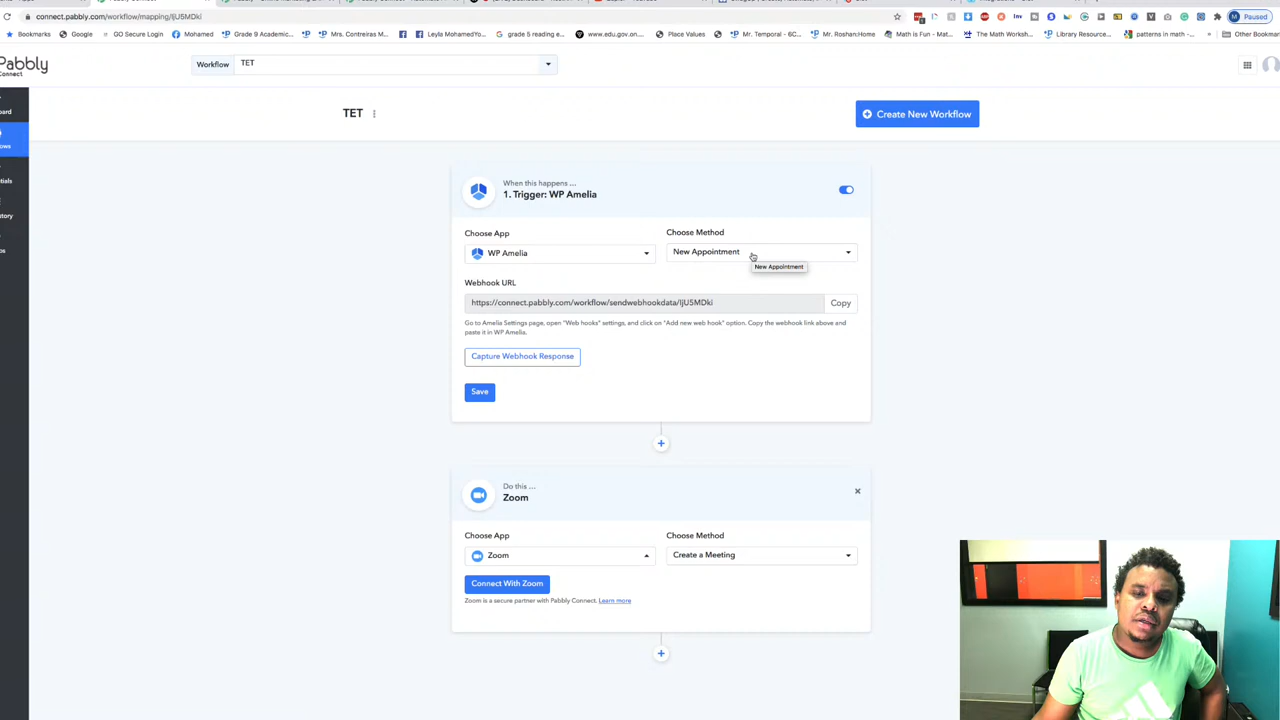 connect.pabbly.com/workflow/mapping/IjU5MDki
Paused
Bookmarks Google GO Secure Login Mohamed Grade 9 Academic... Mrs. Contreiras M... Leyla MohamedYo... grade 5 reading e... www.edu.gov.on.... Place Values Mr. Temporal - 6C... Mr. Roshan:Home Math is Fun - Mat... The Math Worksh... Library Resource... patterns in math -... » Other Bookmar
Pabbly
Connect
Workflow TET
TET
Create New Workflow
When this happens ...
1. Trigger: WP Amelia
Choose App
Choose Method
WP Amelia
New Appointment
New Appointment
Webhook URL
https://connect.pabbly.com/workflow/sendwebhookdata/IjU5MDki
Copy
Go to Amelia Settings page, open "Web hooks" settings, and click on "Add new web hook" option. Copy the webhook link above and
paste it in WP Amelia.
Capture Webhook Response
Save
Do this ...
Zoom
Choose App
Choose Method
Zoom
Create a Meeting
Connect With Zoom
Zoom is a secure partner with Pabbly Connect. Learn more